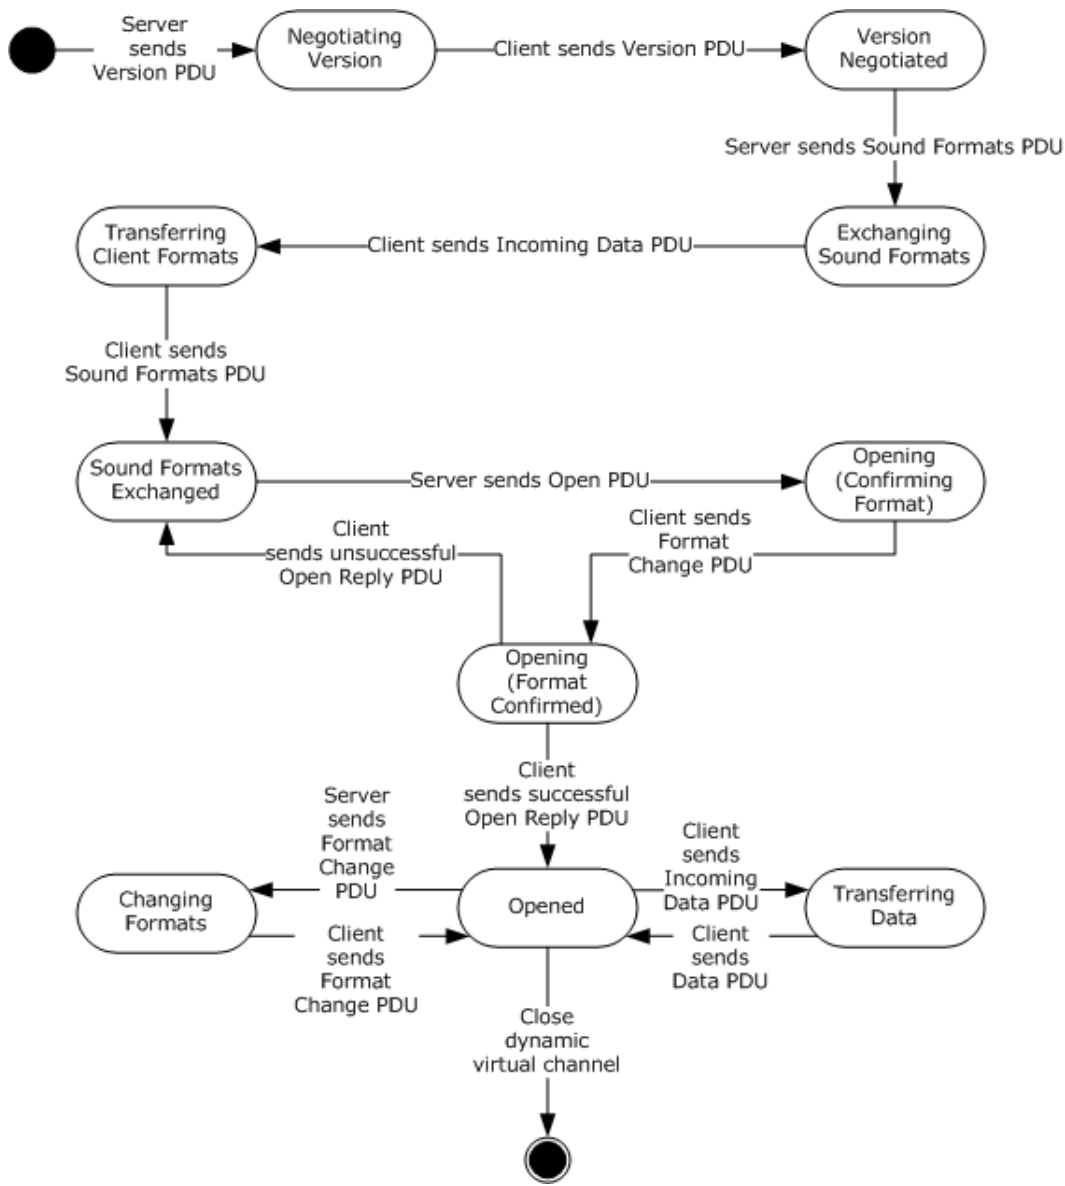 Server
sends
Version PDU
Negotiating
Version
Client sends Version PDU
Version
Negotiated
Server sends Sound Formats PDU
Transferring
Client Formats
Client sends Incoming Data PDU
Exchanging
Sound Formats
Client sends
Sound Formats PDU
Sound Formats
Exchanged
Server sends Open PDU
Opening
(Confirming
Format)
Client
sends unsuccessful
Open Reply PDU
Client sends
Format
Change PDU
Opening
(Format
Confirmed)
Client
sends successful
Open Reply PDU
Server
sends
Format
Change
PDU
Client
sends
Incoming
Data PDU
Changing
Formats
Opened
Transferring
Data
Client
sends
Format
Change PDU
Client
sends
Data PDU
Close
dynamic
virtual channel